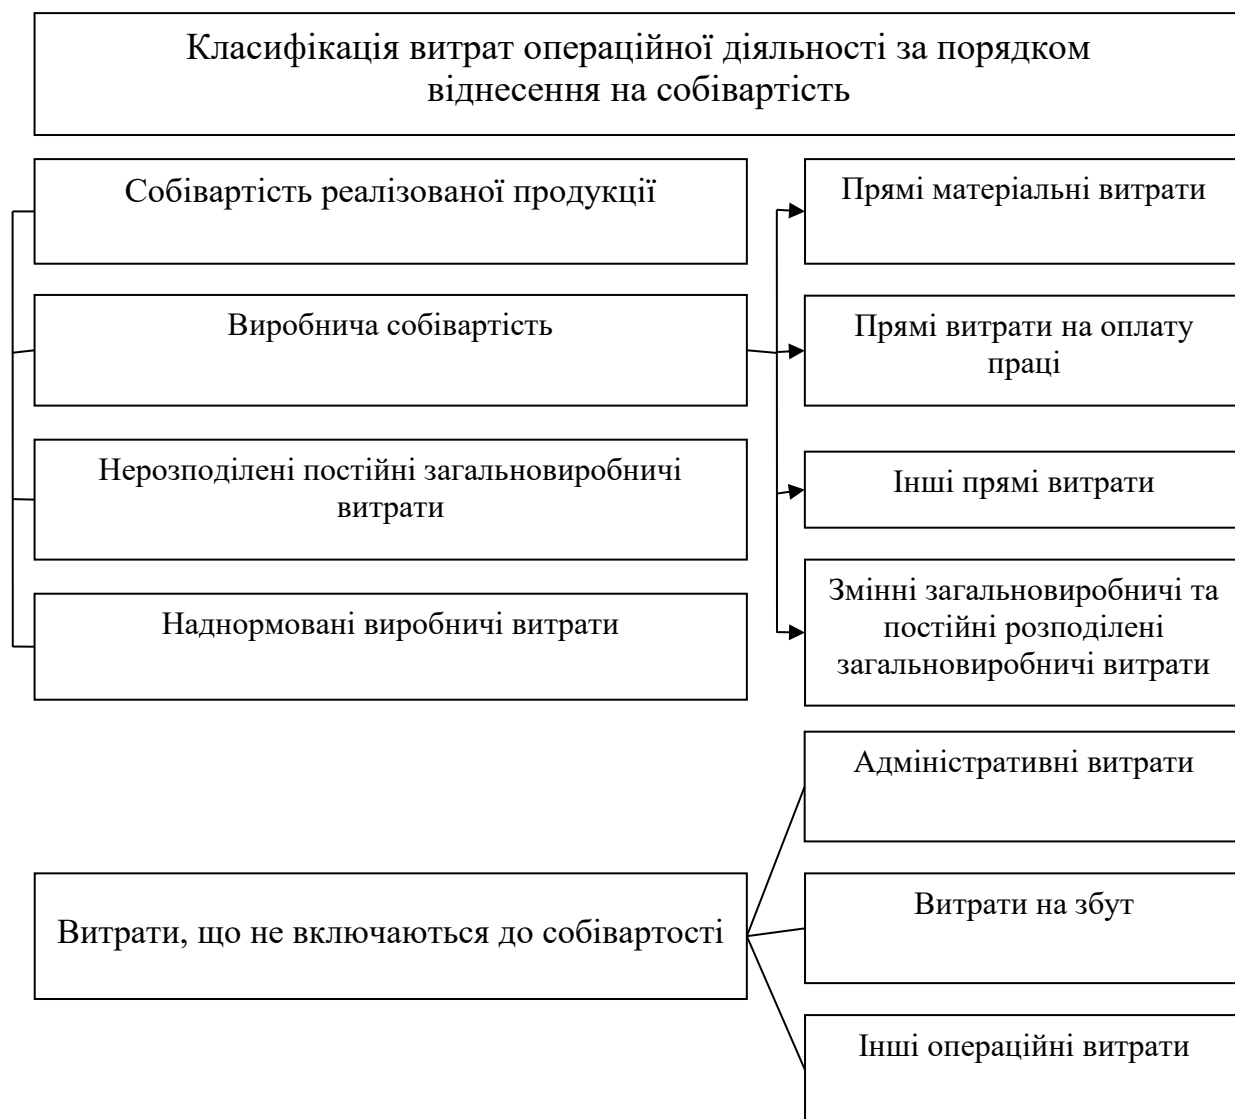 Класифікація витрат операційної діяльності за порядком
віднесення на собівартість
Собівартість реалізованої продукції
Прямі матеріальні витрати
Виробнича собівартість
Прямі витрати на оплату
праці
Нерозподілені постійні загальновиробничі
витрати
Інші прямі витрати
Наднормовані виробничі витрати
Змінні загальновиробничі та
постійні розподілені
загальновиробничі витрати
Адміністративні витрати
Витрати, що не включаються до собівартості
Витрати на збут
Інші операційні витрати